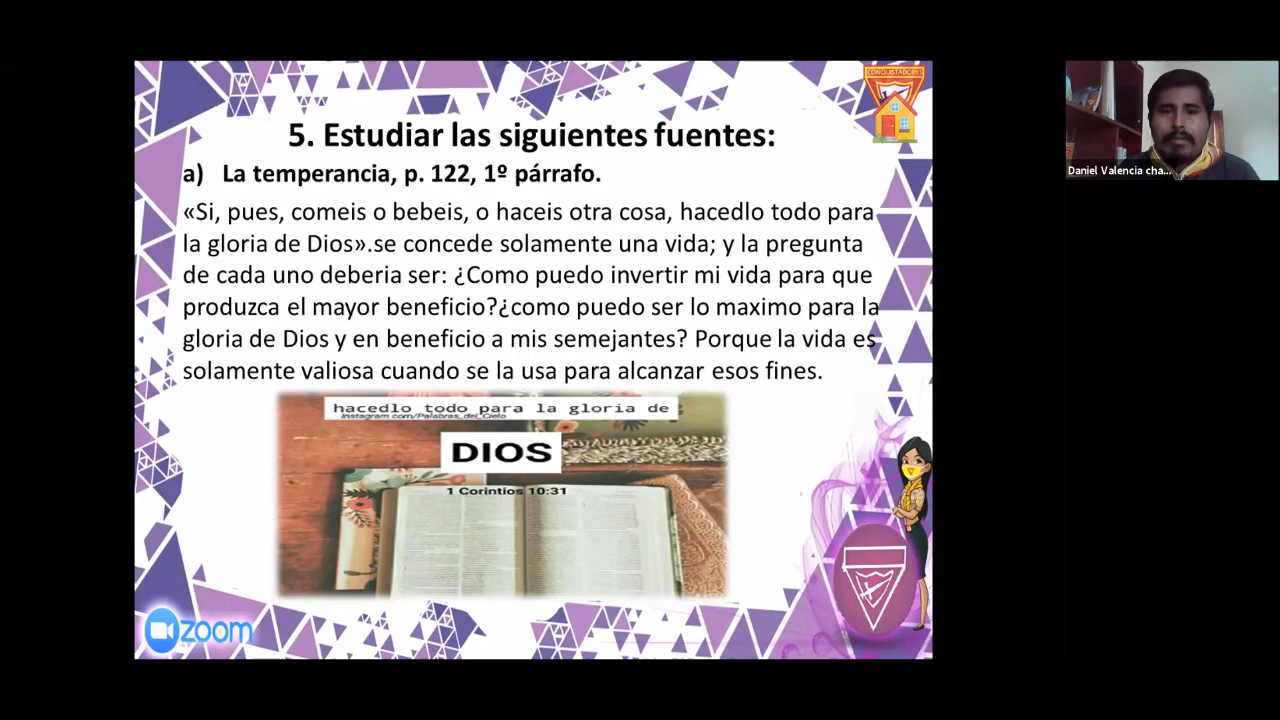 CONQUISTADORES
5. Estudiar las siguientes fuentes:
a) La temperancia, p. 122, 1º párrafo.
«Si, pues, comeis o bebeis, o haceis otra cosa, hacedlo todo para
la gloria de Dios».se concede solamente una vida; y la pregunta
de cada uno deberia ser: ¿Como puedo invertir mi vida para que
produzca el mayor beneficio?¿como puedo ser lo maximo para la
gloria de Dios y en beneficio a mis semejantes? Porque la vida es
solamente valiosa cuando se la usa para alcanzar esos fines.
hacedlo todo para la gloria de
Instagram.com/Palabras_del_Cielo
DIOS
1 Corintios 10:31
zoom
Daniel Valencia cha...